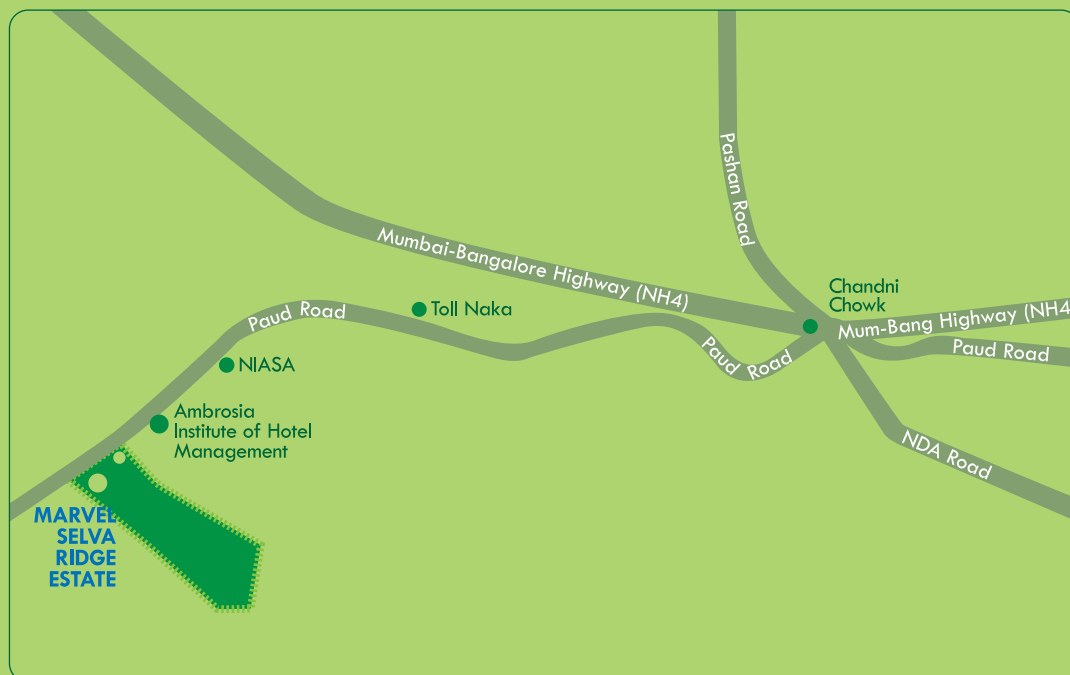 Pashan Road
Mumbai-Bangalore Highway (NH4)
Chandni
Chowk
Toll Naka
Paud Road
Mum-Bang Highway (NH4
Paud Road
Paud Road
NIASA
Ambrosia
Institute of Hotel
Management
NDA Road
MARVEL
SELVA
RIDGE
ESTATE